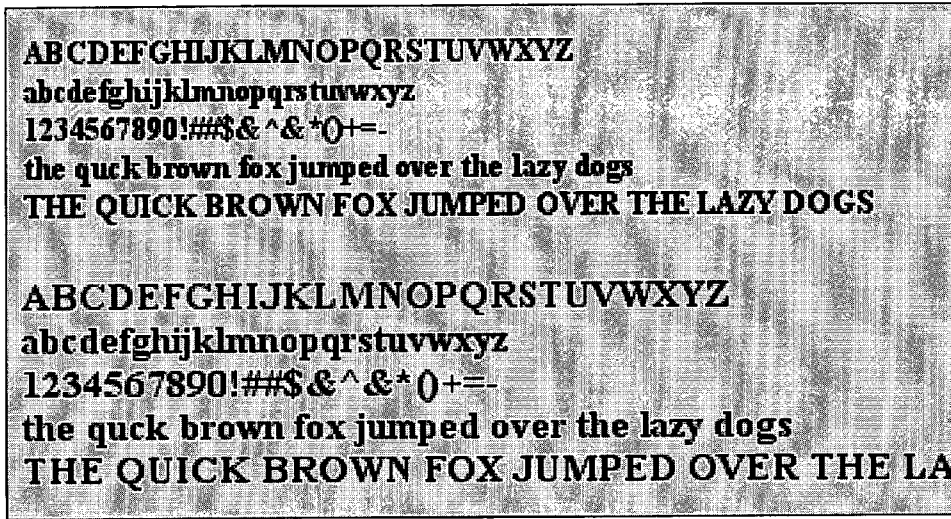 ABCDEFGHIJKLMNOPQRSTUVWXYZ
abcdefghijklmnopqrstuvwxyz
1234567890!##$&^&*()+=-
the quck brown fox jumped over the lazy dogs
THE QUICK BROWN FOX JUMPED OVER THE LAZY DOGS
ABCDEFGHIJKLMNOPQRSTUVWXYZ
abcdefghijklmnopqrstuvwxyz
1234567890!##$&^&*()+=-
the quck brown fox jumped over the lazy dogs
THE QUICK BROWN FOX JUMPED OVER THE LA